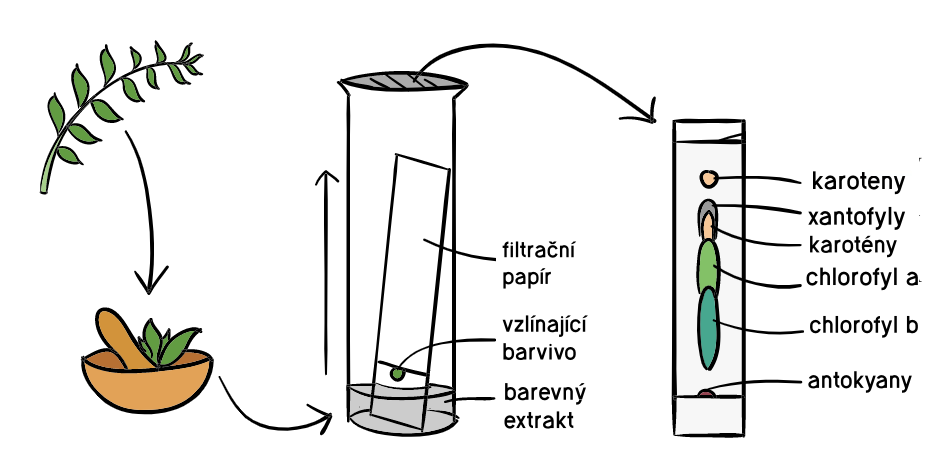 filtrační
papír
vzlínající
barvivo
barevný
extrakt
karoteny
xantofyly
karotény
chlorofyl a
chlorofyl b
antokyany